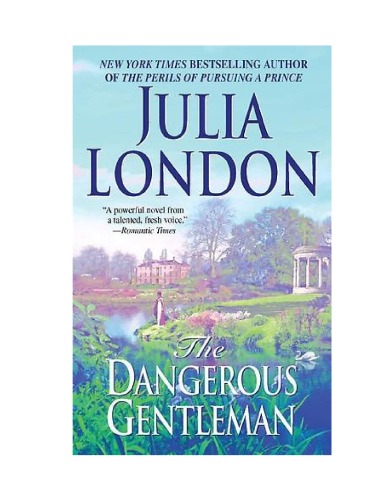 NEW YORK TIMES BESTSELLING AUTHOR
OF THE PERILS OF PURSUING A PRINCE
JULIA
LONDON
"A powerful novel from
a talented, fresh voice."
—Romantic Times
The
DANGEROUS
GENTLEMAN